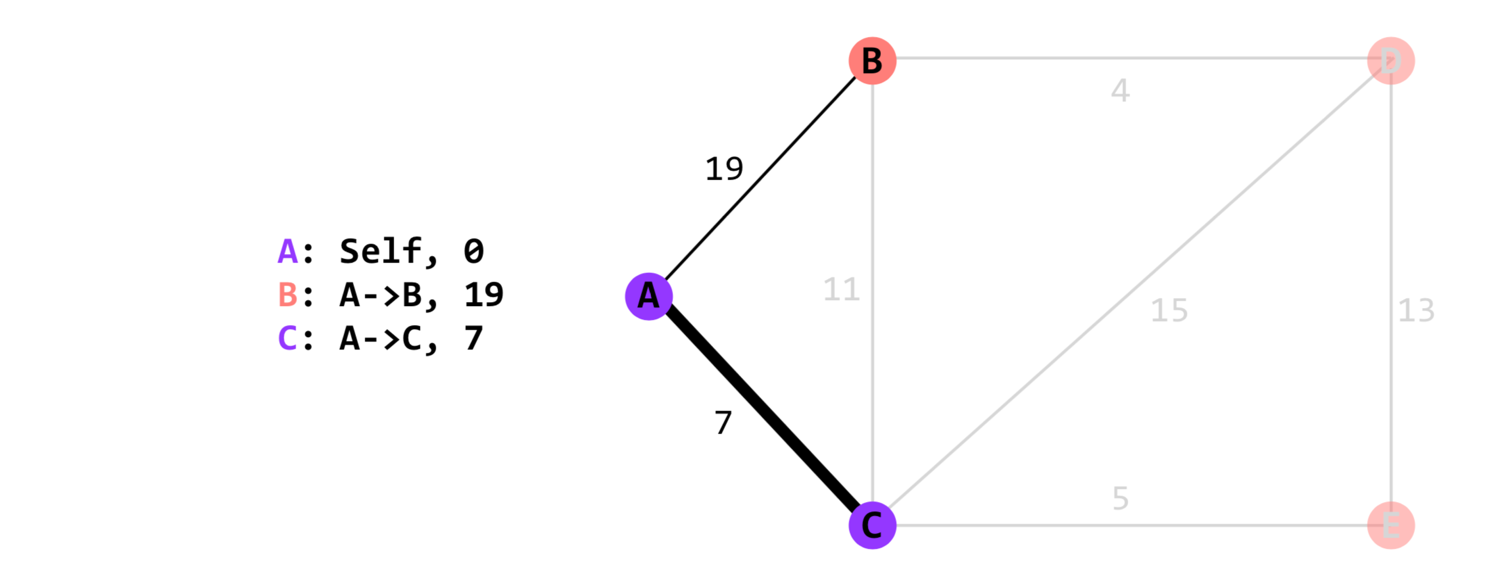 A: Self, 0
B: A->B, 19
C: A->C, 7
B
D
4
19
A
11
15
13
7
5
C
E